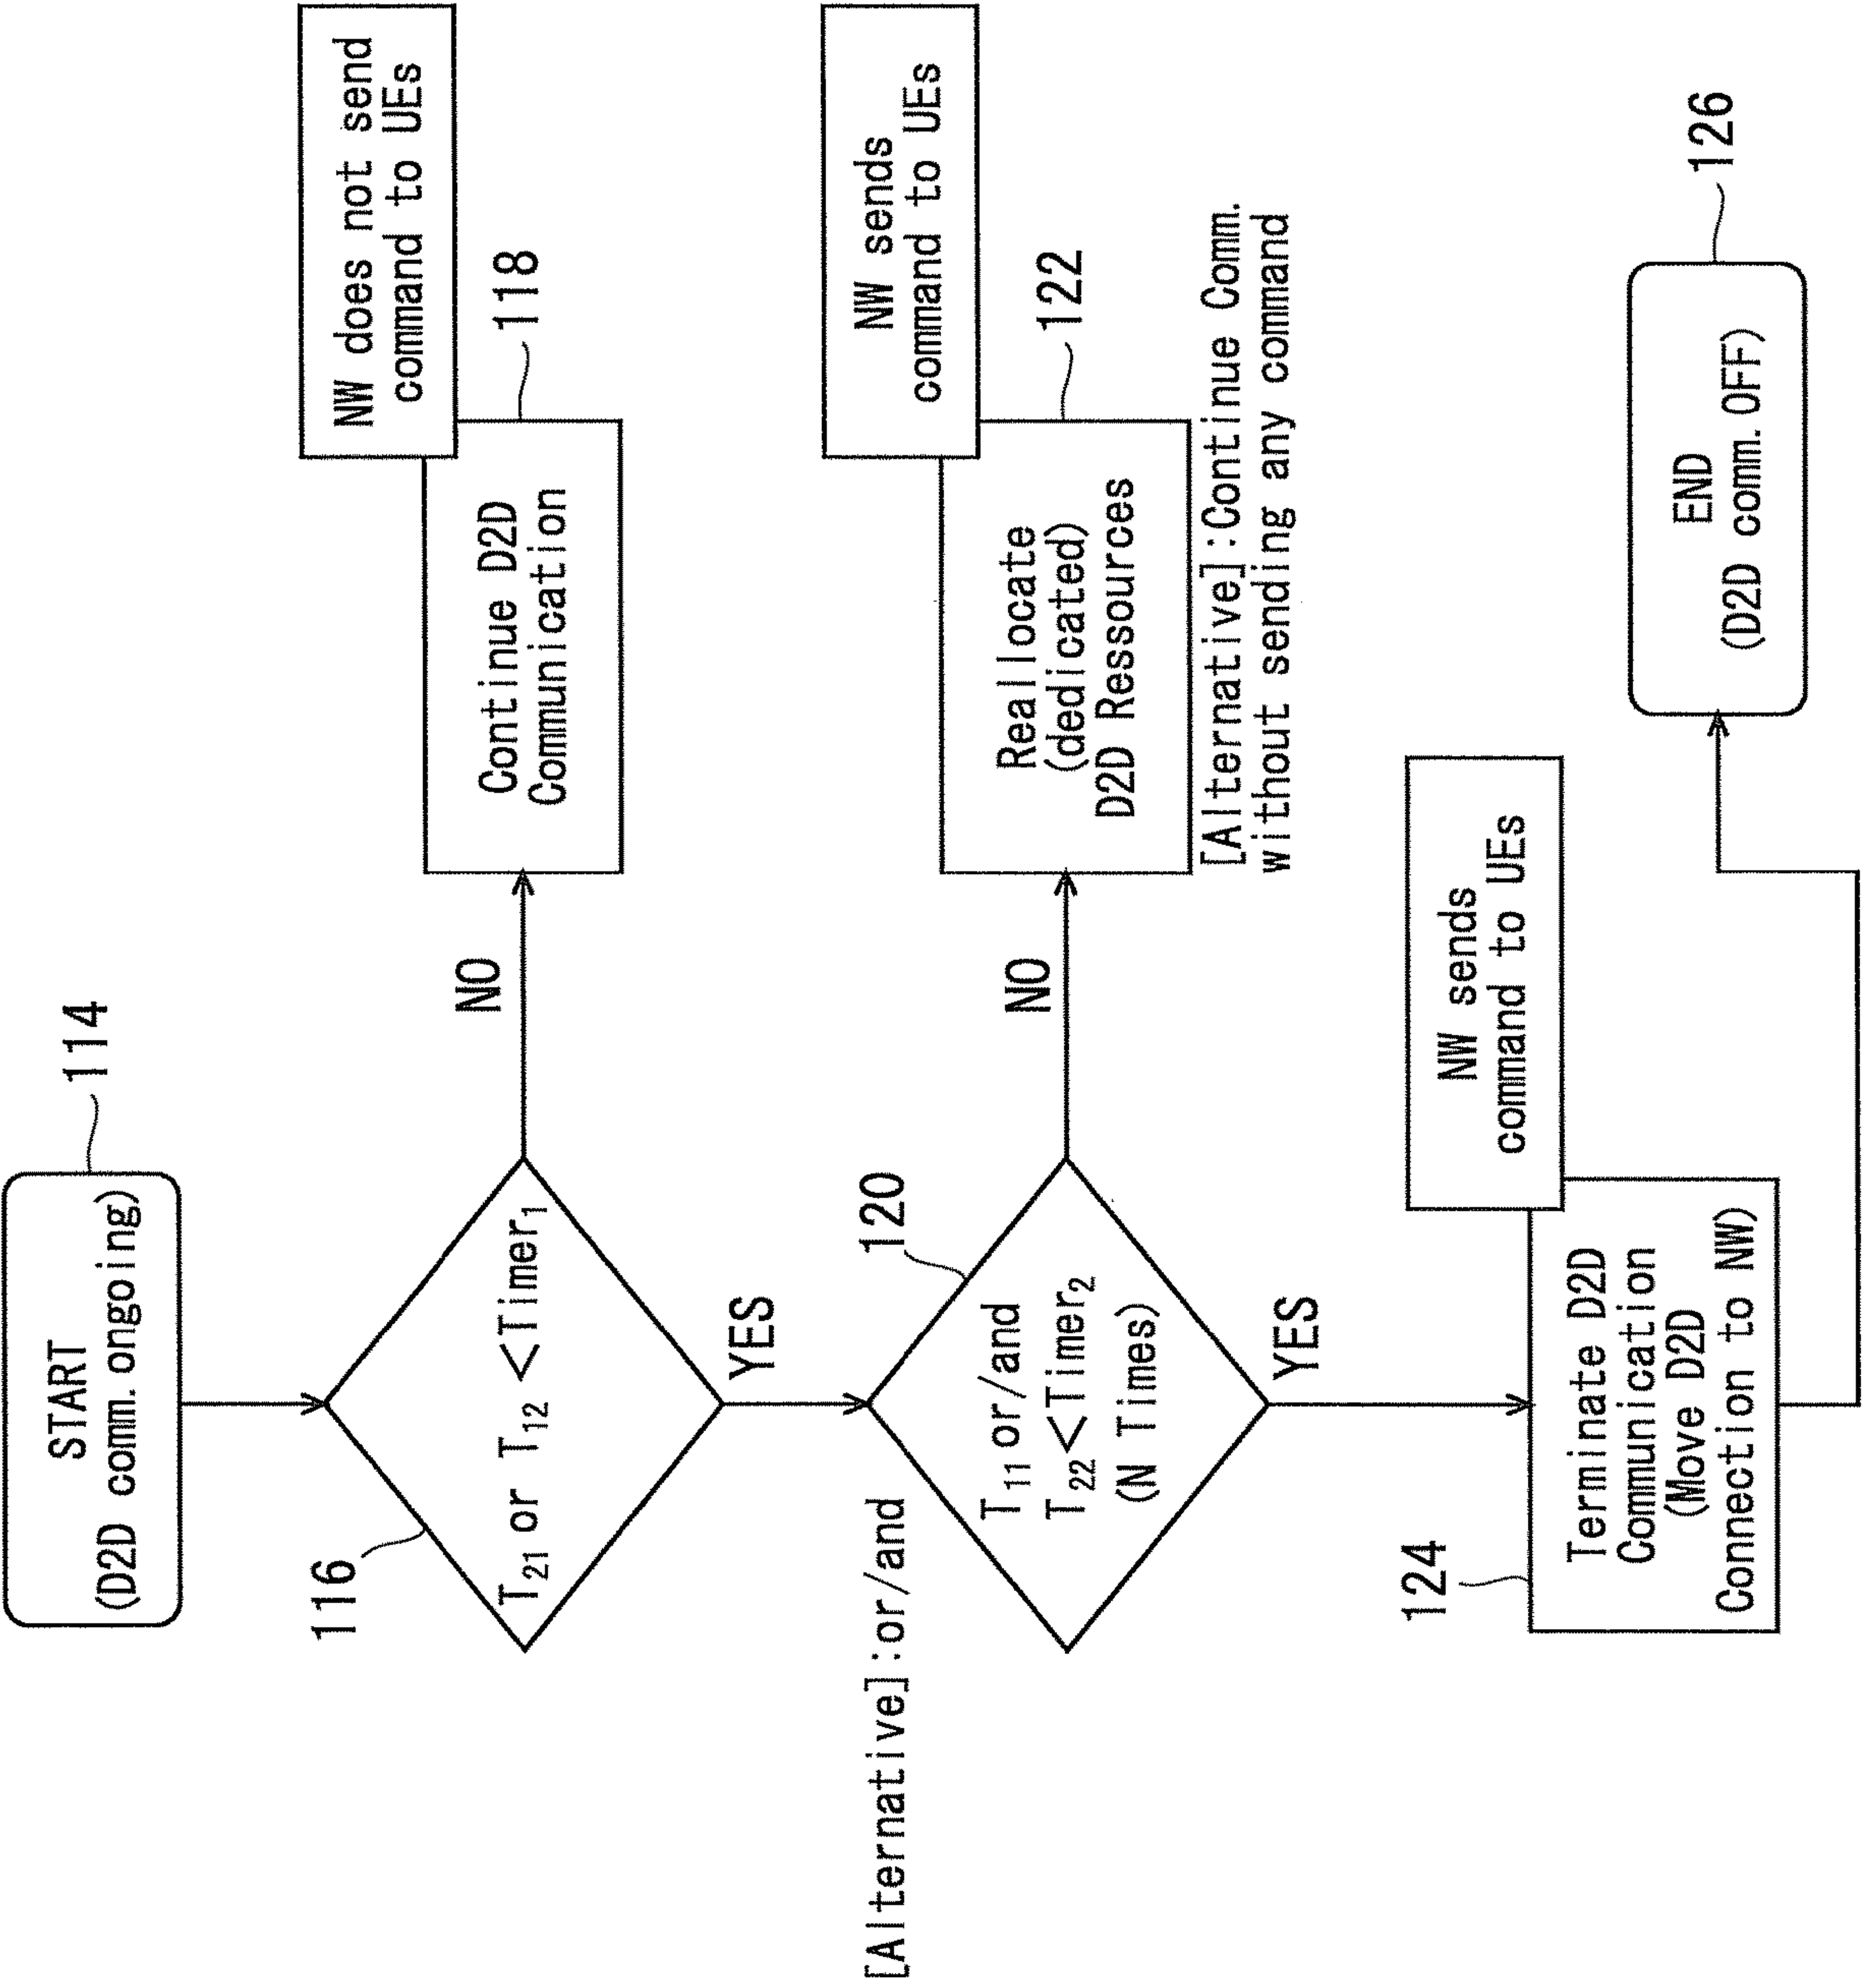 START
(D2D comm.ongoing)
114
116
T21 or T12 <Timer1
NO
Continue D2D
Communication
118
NW does not send
command to UEs
YES
[Alternative]:or/and
120
T11 or/and
T22<Timer2
(N Times)
NO
Reallocate
(dedicated)
D2D Ressources
122
NW sends
command to UEs
[Alternative]:Continue Comm.
without sending any command
YES
124
Terminate D2D
Communication
(Move D2D
Connection to NW)
NW sends
command to UEs
END
(D2D comm.OFF)
126